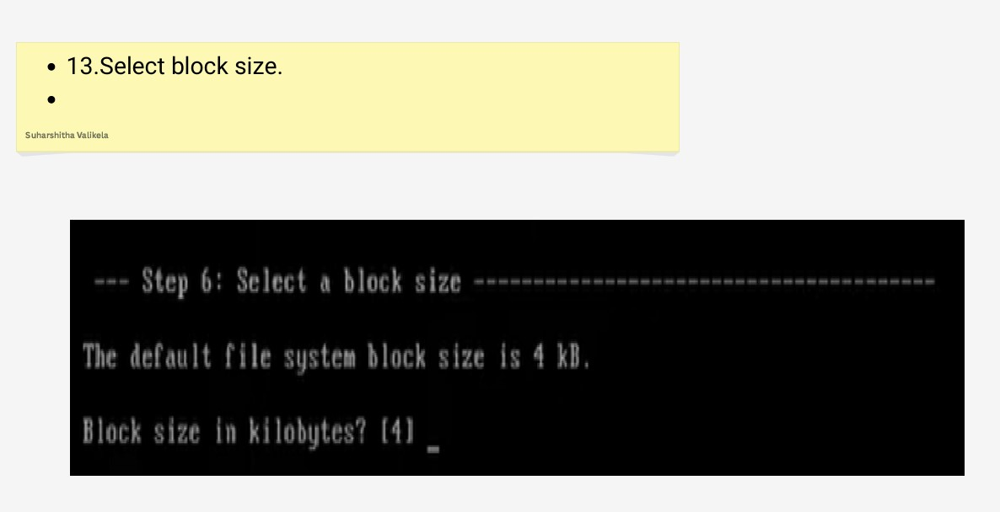 • 13.Select block size.
•
Suharshitha Valikela
--- Step 6: Select a block size ---------------------------------------
The default file system block size is 4 kB.
Block size in kilobytes? [4] _